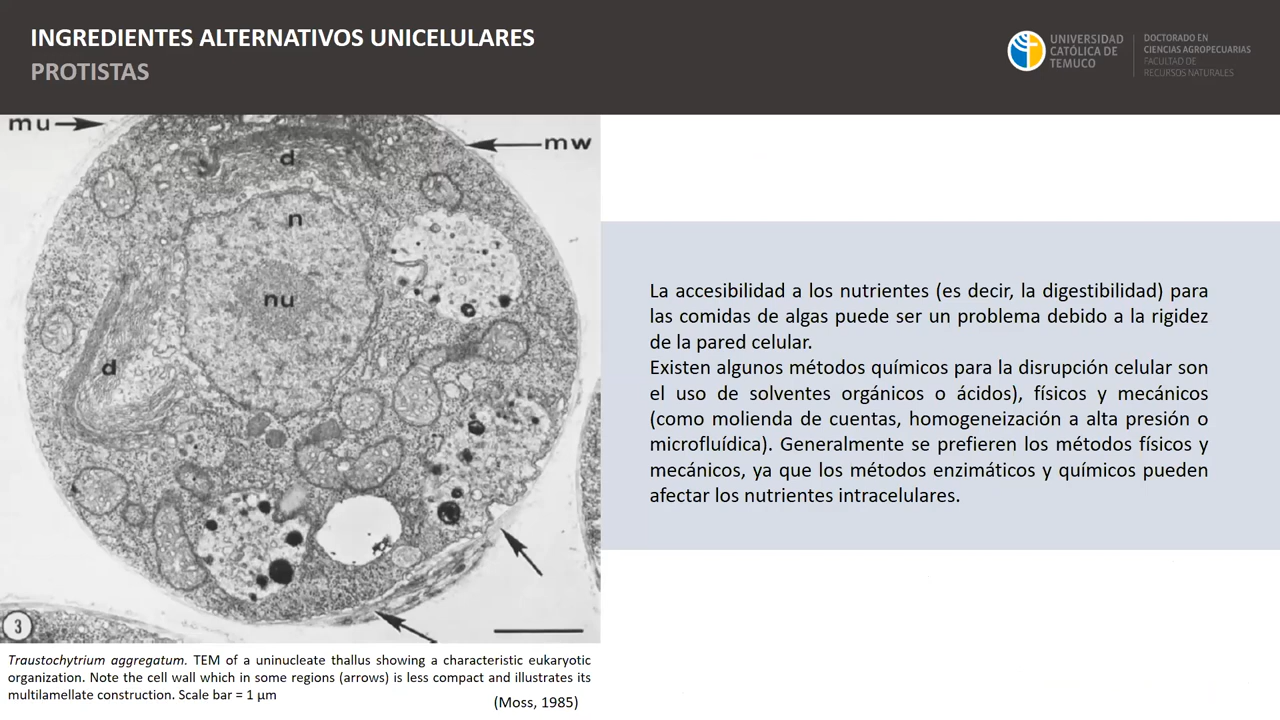 INGREDIENTES ALTERNATIVOS UNICELULARES
PROTISTAS
UNIVERSIDAD
CATÓLICA DE
TEMUCO
DOCTORADO EN
CIENCIAS AGROPECUARIAS
FACULTAD DE
RECURSOS NATURALES
mu
mw
d
n
nu
d
3
La accesibilidad a los nutrientes (es decir, la digestibilidad) para
las comidas de algas puede ser un problema debido a la rigidez
de la pared celular.
Existen algunos métodos químicos para la disrupción celular son
el uso de solventes orgánicos o ácidos), físicos y mecánicos
(como molienda de cuentas, homogeneización a alta presión o
microfluídica). Generalmente se prefieren los métodos físicos y
mecánicos, ya que los métodos enzimáticos y químicos pueden
afectar los nutrientes intracelulares.
Traustochytrium aggregatum. TEM of a uninucleate thallus showing a characteristic eukaryotic
organization. Note the cell wall which in some regions (arrows) is less compact and illustrates its
multilamellate construction. Scale bar = 1 µm
(Moss, 1985)